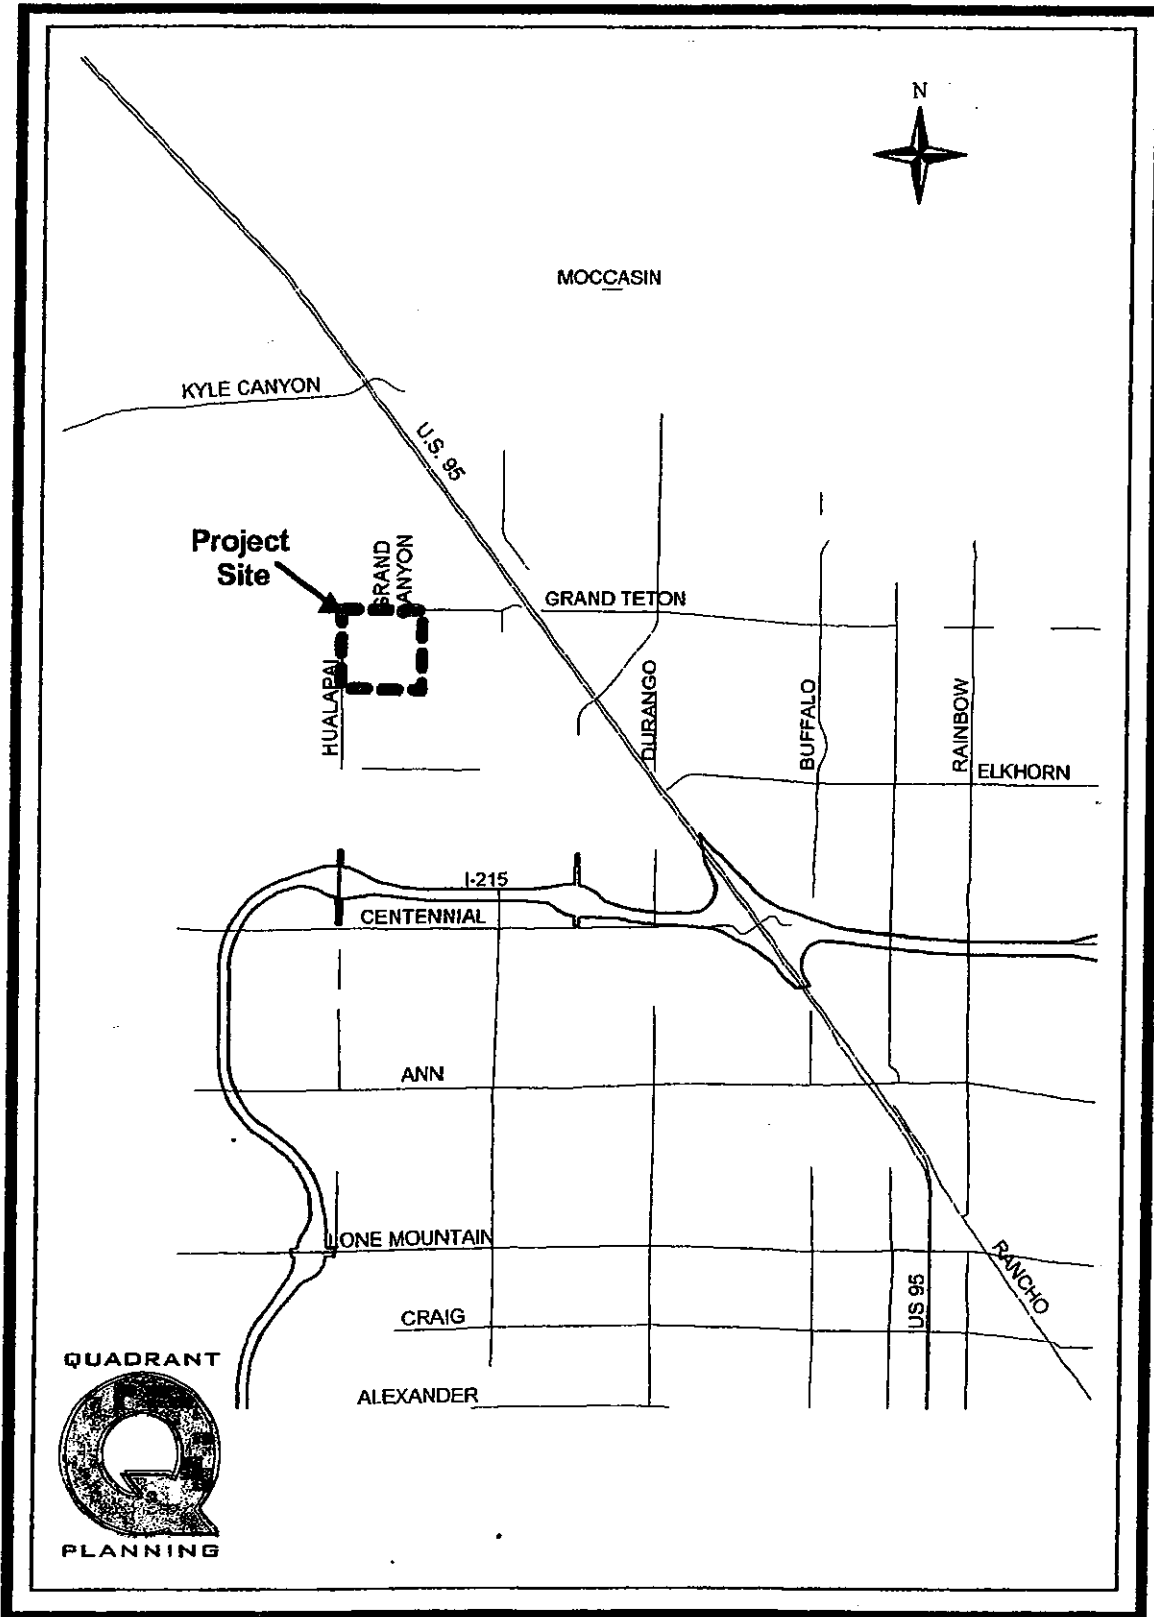 N
MOCCASIN
KYLE CANYON
U.S. 95
Project
Site
GRAND
CANYON
GRAND TETON
HUALAPAI
DURANGO
BUFFALO
RAINBOW
ELKHORN
I-215
CENTENNIAL
ANN
LONE MOUNTAIN
RANCHO
US 95
CRAIG
ALEXANDER
QUADRANT
Q
PLANNING